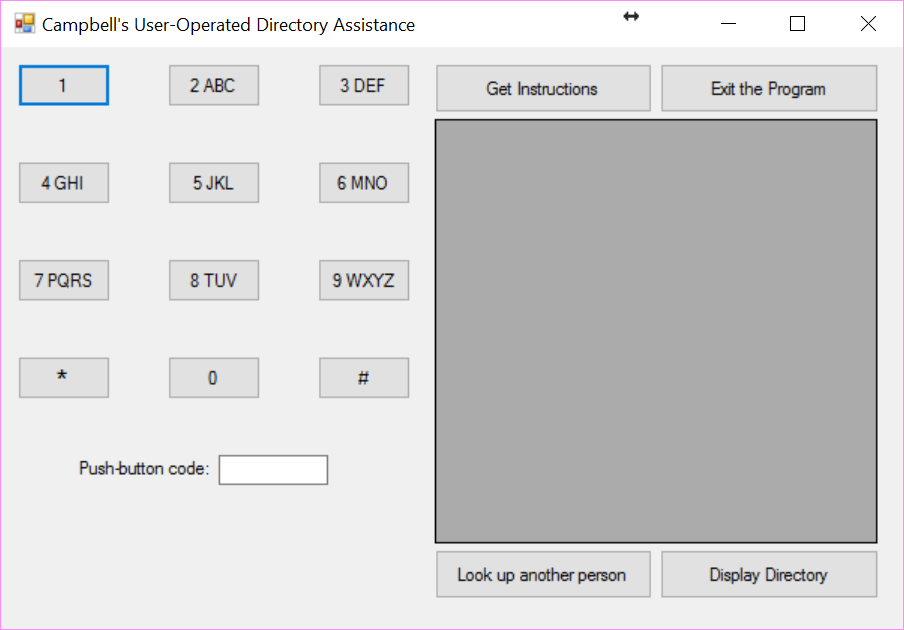 Campbell's User-Operated Directory Assistance
1
2 ABC
3 DEF
Get Instructions
Exit the Program
4 GHI
5 JKL
6 MNO
7 PQRS
8 TUV
9 WXYZ
*
0
#
Push-button code:
Look up another person
Display Directory